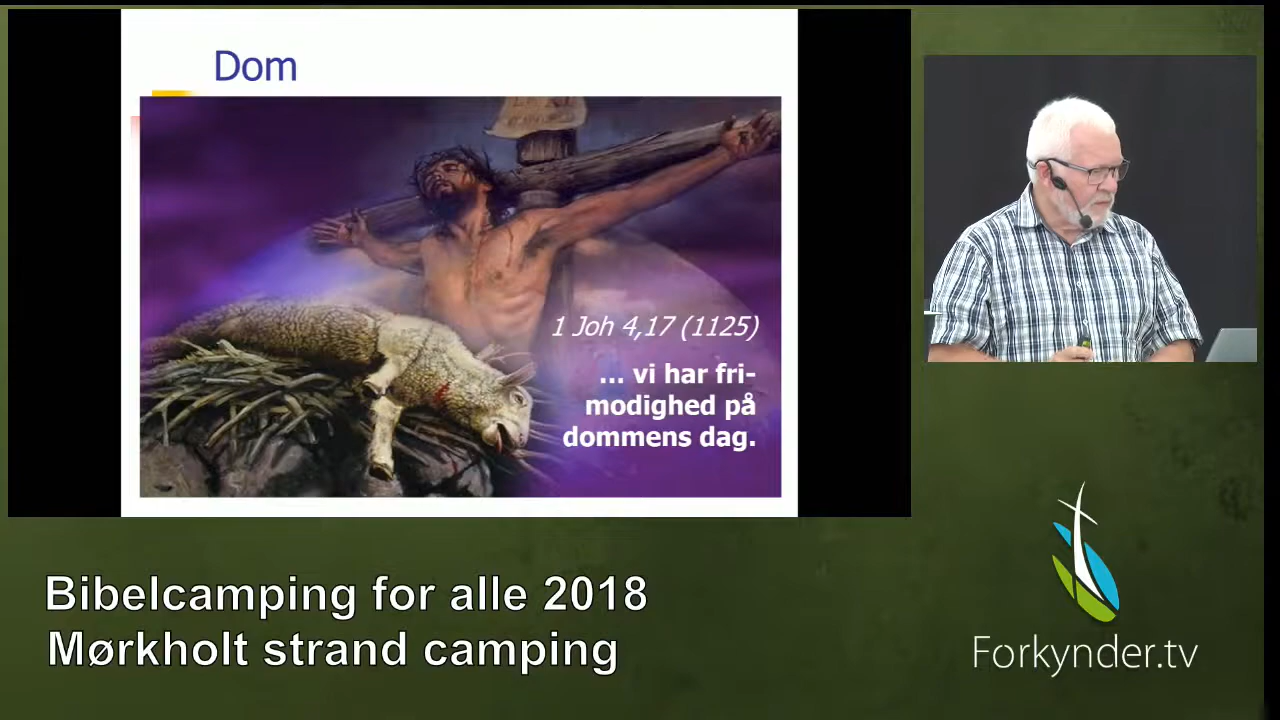 Dom
1 Joh 4,17 (1125)
... vi har fri-
modighed på
dommens dag.
Bibelcamping for alle 2018
Mørkholt strand camping
Forkynder.tv